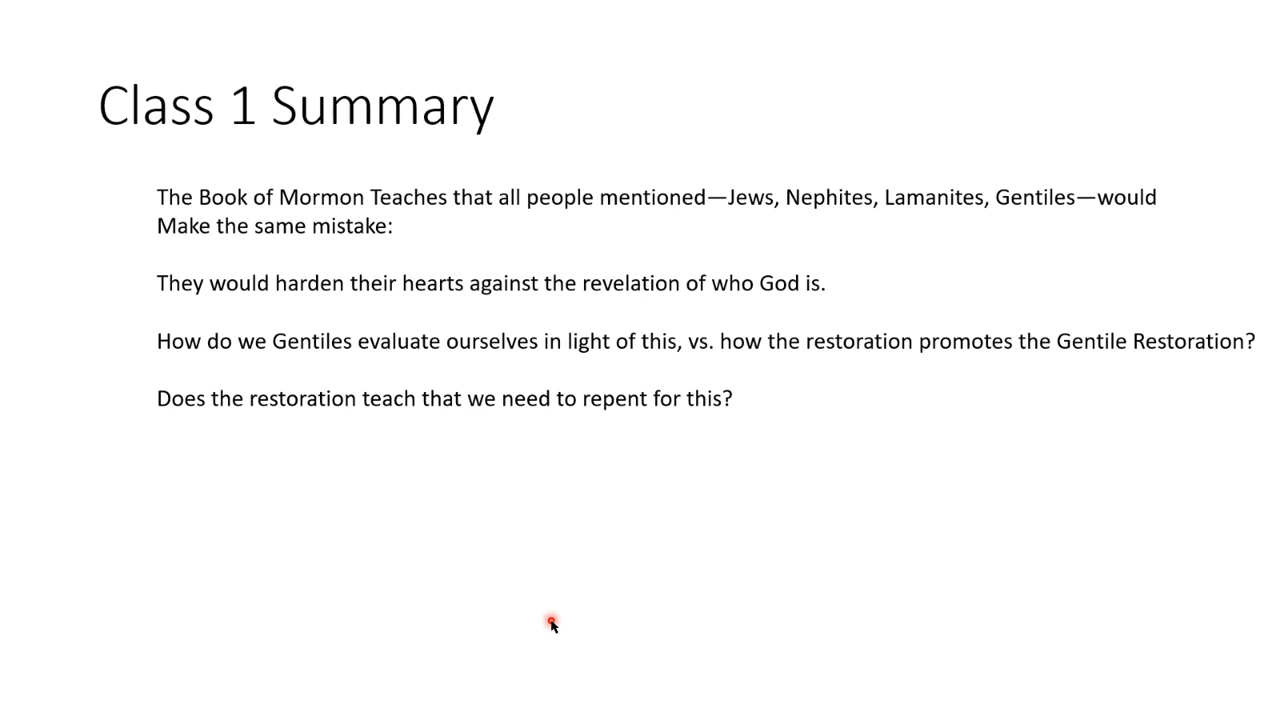 Class 1 Summary
The Book of Mormon Teaches that all people mentioned—Jews, Nephites, Lamanites, Gentiles—would
Make the same mistake:
They would harden their hearts against the revelation of who God is.
How do we Gentiles evaluate ourselves in light of this, vs. how the restoration promotes the Gentile Restoration?
Does the restoration teach that we need to repent for this?